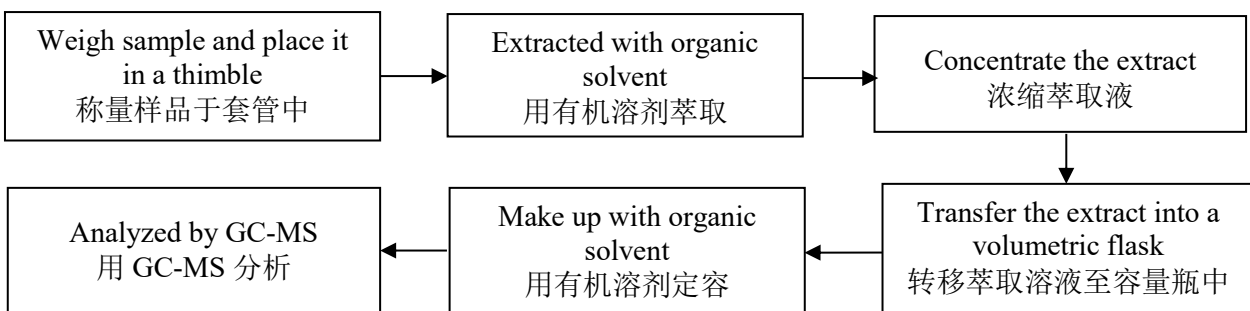 Weigh sample and place it
in a thimble
称量样品于套管中
Extracted with organic
solvent
用有机溶剂萃取
Concentrate the extract
浓缩萃取液
Transfer the extract into a
volumetric flask
转移萃取溶液至容量瓶中
Make up with organic
solvent
用有机溶剂定容
Analyzed by GC-MS
用 GC-MS 分析